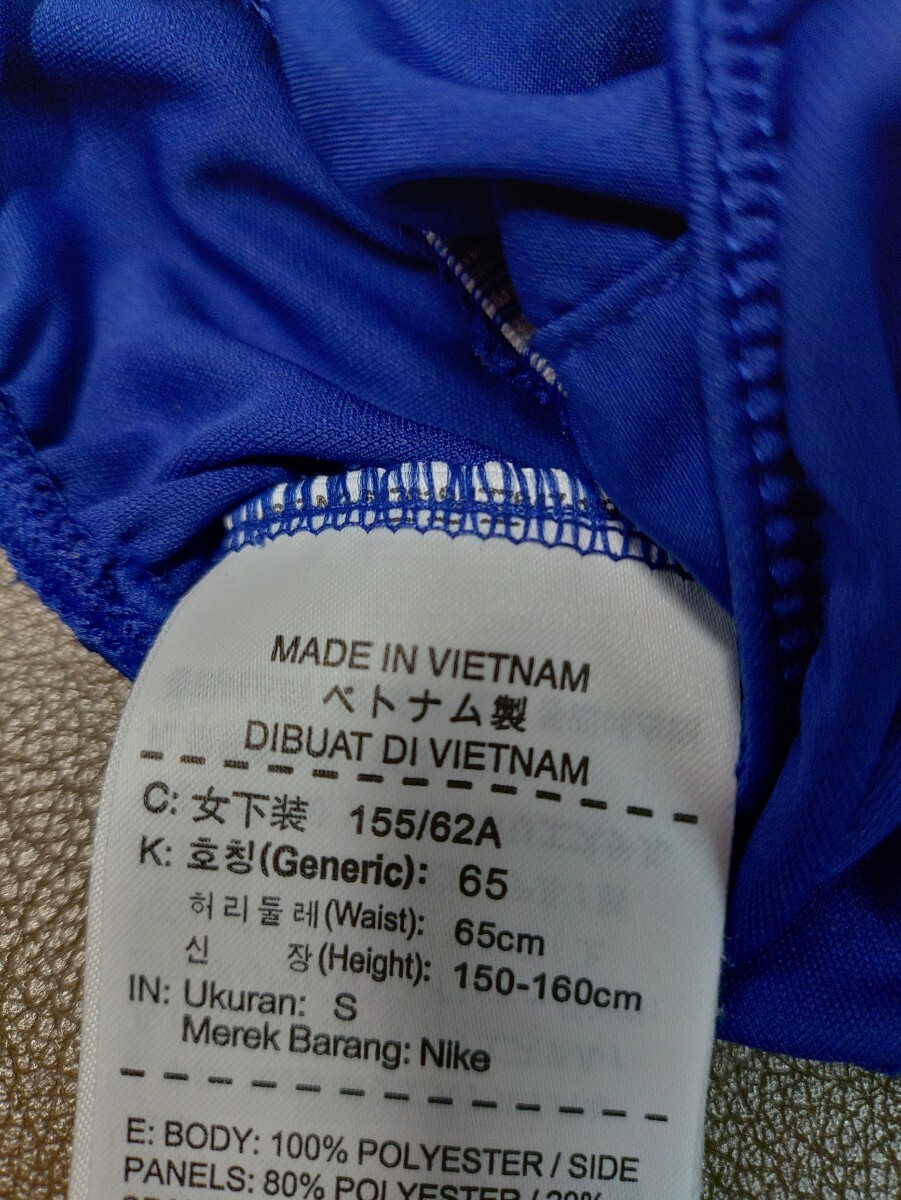 MADE IN VIETNAM
ベトナム製
DIBUAT DI VIETNAM
C: 女下装 155/62A
K: 호칭(Generic): 65
허리둘레(Waist): 65cm
신 장(Height): 150-160cm
IN: Ukuran: S
Merek Barang: Nike
E: BODY: 100% POLYESTER / SIDE
PANELS: 80% POLYESTER / 20%